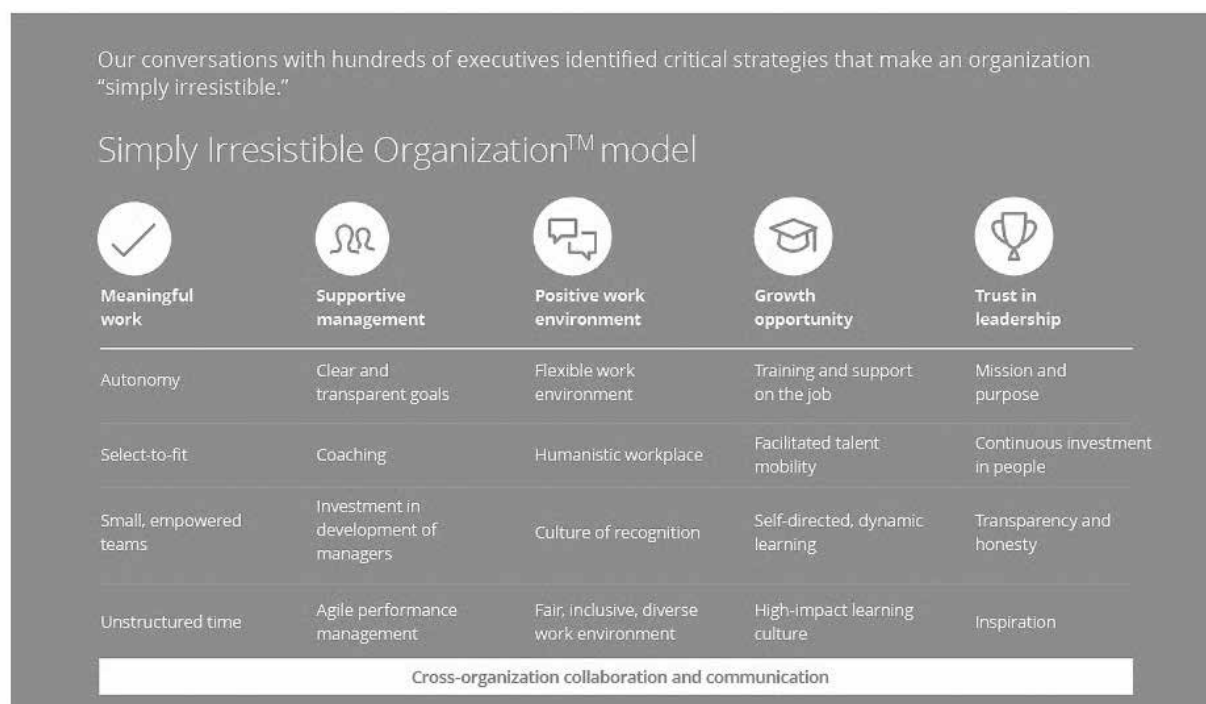 Our conversations with hundreds of executives identified critical strategies that make an organization
“simply irresistible.”
Simply Irresistible Organization™ model
Meaningful
work
Supportive
management
Positive work
environment
Growth
opportunity
Trust in
leadership
Autonomy
Clear and
transparent goals
Flexible work
environment
Training and support
on the job
Mission and
purpose
Select-to-fit
Coaching
Humanistic workplace
Facilitated talent
mobility
Continuous investment
in people
Small, empowered
teams
Investment in
development of
managers
Culture of recognition
Self-directed, dynamic
learning
Transparency and
honesty
Unstructured time
Agile performance
management
Fair, inclusive, diverse
work environment
High-impact learning
culture
Inspiration
Cross-organization collaboration and communication